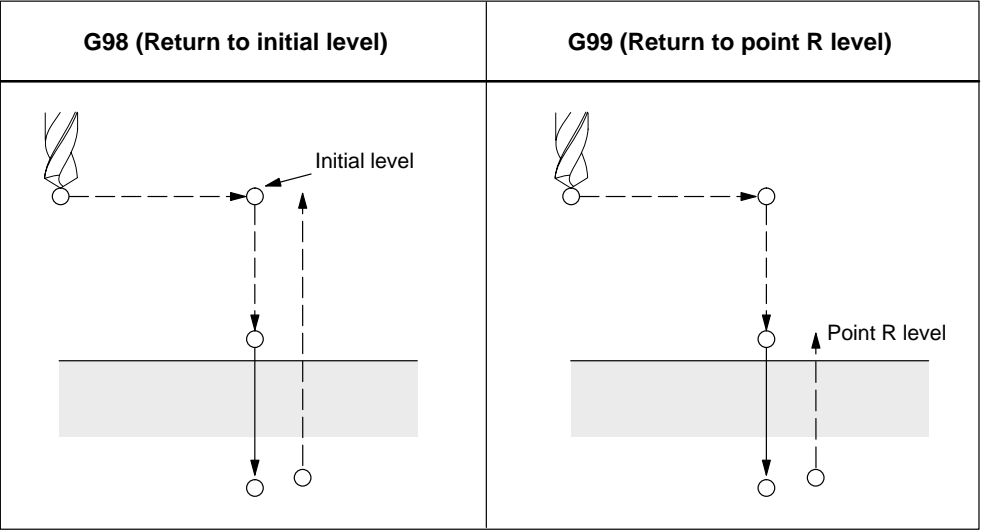 G98 (Return to initial level)
G99 (Return to point R level)
Initial level
Point R level